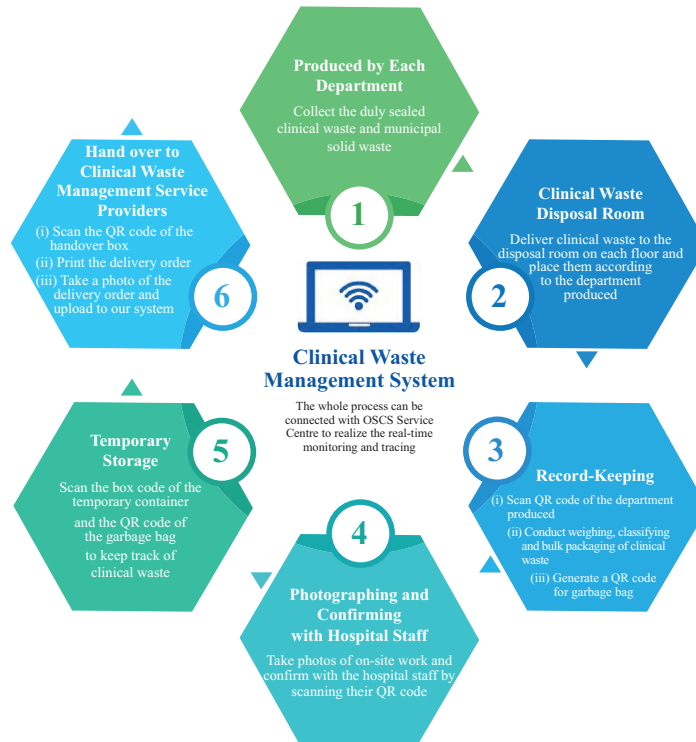 Produced by Each
Department
Collect the duly sealed
clinical waste and municipal
solid waste
1
Clinical Waste
Disposal Room
Deliver clinical waste to the
disposal room on each floor and
place them according
to the department
produced
2
Record-Keeping
(i) Scan QR code of the department
produced
(ii) Conduct weighing, classifying
and bulk packaging of clinical
waste
(iii) Generate a QR code
for garbage bag
3
4
Photographing and
Confirming
with Hospital Staff
Take photos of on-site work and
confirm with the hospital staff by
scanning their QR code
5
Temporary
Storage
Scan the box code of the
temporary container
and the QR code of
the garbage bag
to keep track of
clinical waste
Hand over to
Clinical Waste
Management Service
Providers
(i) Scan the QR code of the
handover box
(ii) Print the delivery order
(iii) Take a photo of the
delivery order and
upload to our system
6
Clinical Waste
Management System
The whole process can be
connected with OSCS Service
Centre to realize the real-time
monitoring and tracing